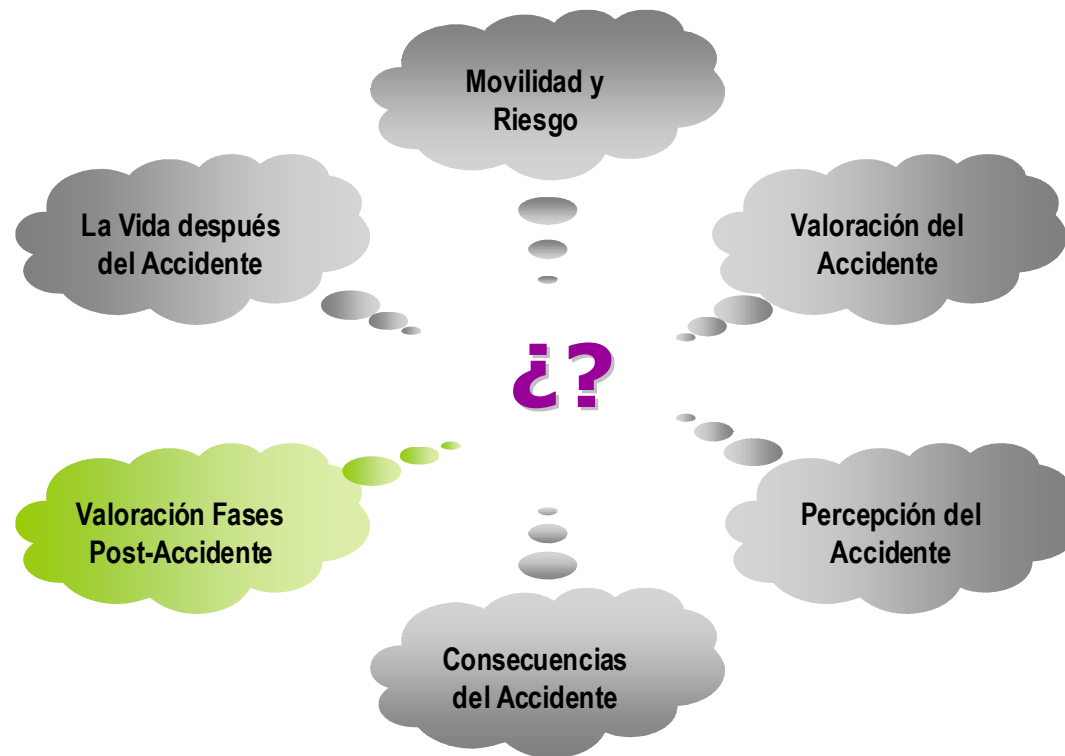 Movilidad y
Riesgo
La Vida después
del Accidente
Valoración del
Accidente
¿?
Valoración Fases
Post-Accidente
Percepción del
Accidente
Consecuencias
del Accidente